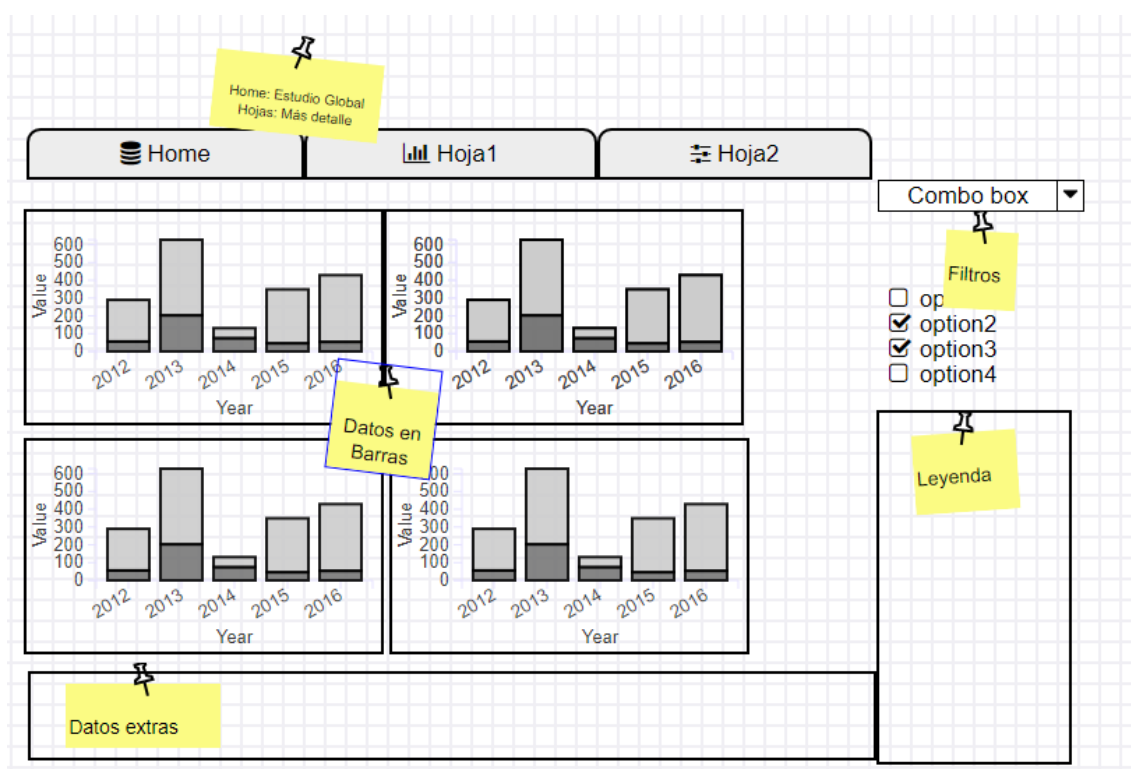 Home: Estudio Global
Hojas: Más detalle
Home
Hoja1
Hoja2
Combo box
Filtros
op
option2
option3
option4
600
500
400
300
200
100
0
Value
2012 2013 2014 2015 2016
Year
600
500
400
300
200
100
0
Value
2012 2013 2014 2015 2016
Year
Datos en
Barras
600
500
400
300
200
100
0
Value
2012 2013 2014 2015 2016
Year
600
500
400
300
200
100
0
Value
2012 2013 2014 2015 2016
Year
Leyenda
Datos extras